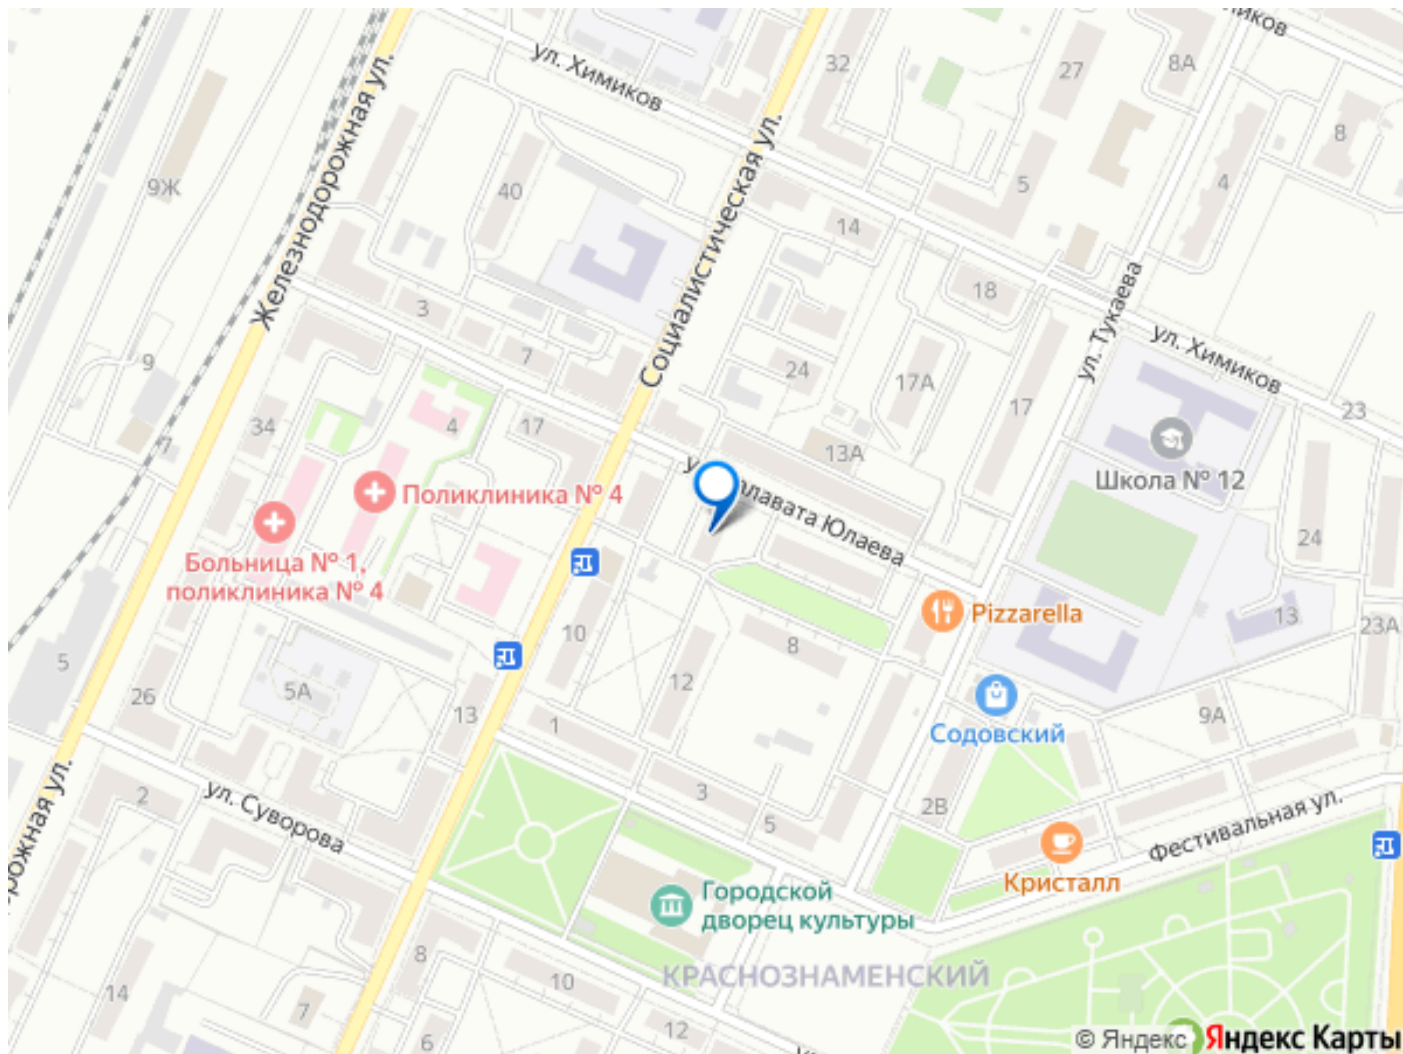 ул. Химиков
32
27
8А
8
9Ж
Железнодорожная ул.
40
Социалистическая ул.
5
4
14
18
ул. Тукаева
ул. Химиков
3
7
24
17А
17
23
9
1
34
4
17
13А
Школа № 12
Поликлиника № 4
Больница № 1,
поликлиника № 4
Юлаева
24
10
8
Pizzarella
13
23А
5
5А
26
13
12
1
Содовский
9А
2
ул. Суворова
3
5
2В
Фестивальная ул.
Кристалл
Городской
дворец культуры
8
10
КРАСНОЗНАМЕНСКИЙ
14
7
6
12
© Яндекс
Яндекс Карты